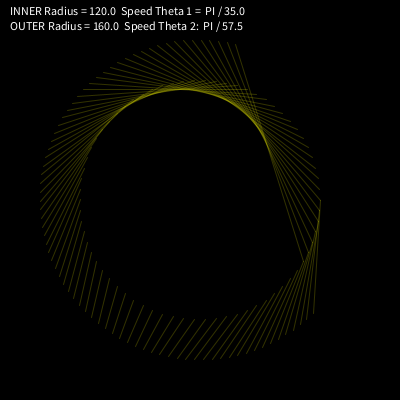 INNER Radius = 120.0 Speed Theta 1 = PI / 35.0
OUTER Radius = 160.0 Speed Theta 2: PI / 57.5